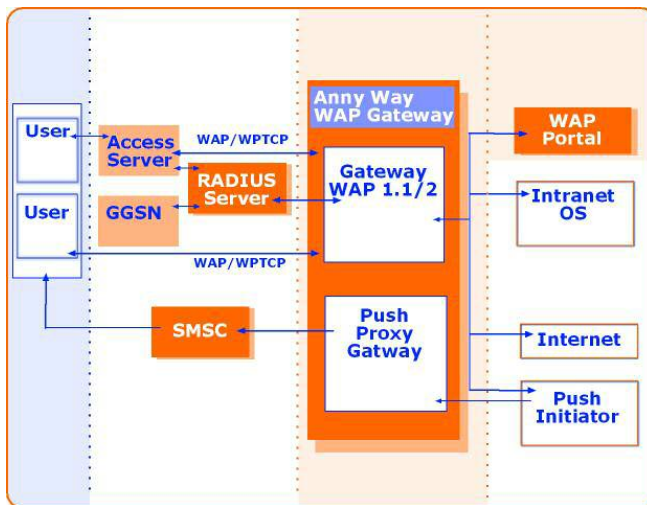 Anny Way
WAP Gateway
User
Access
Server
WAP/WPTCP
WAP
Portal
RADIUS
Server
Gateway
WAP 1.1/2
User
GGSN
Intranet
OS
WAP/WPTCP
SMSC
Push
Proxy
Gatway
Internet
Push
Initiator